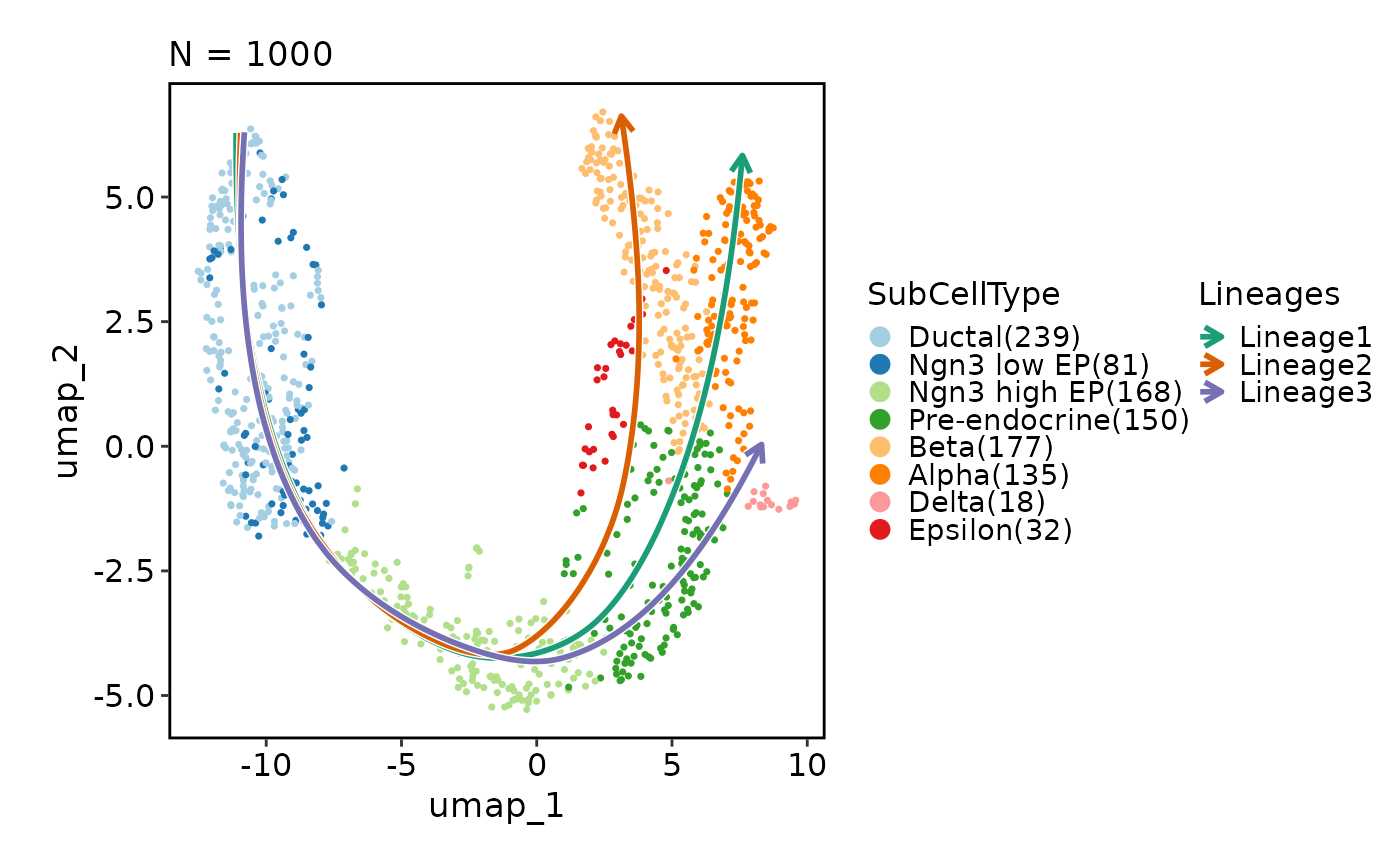 N = 1000
5.0
2.5
0.0
-2.5
-5.0
umap_2
-10
-5
0
5
10
umap_1
SubCellType
Ductal(239)
Ngn3 low EP(81)
Ngn3 high EP(168)
Pre-endocrine(150)
Beta(177)
Alpha(135)
Delta(18)
Epsilon(32)
Lineages
Lineage1
Lineage2
Lineage3